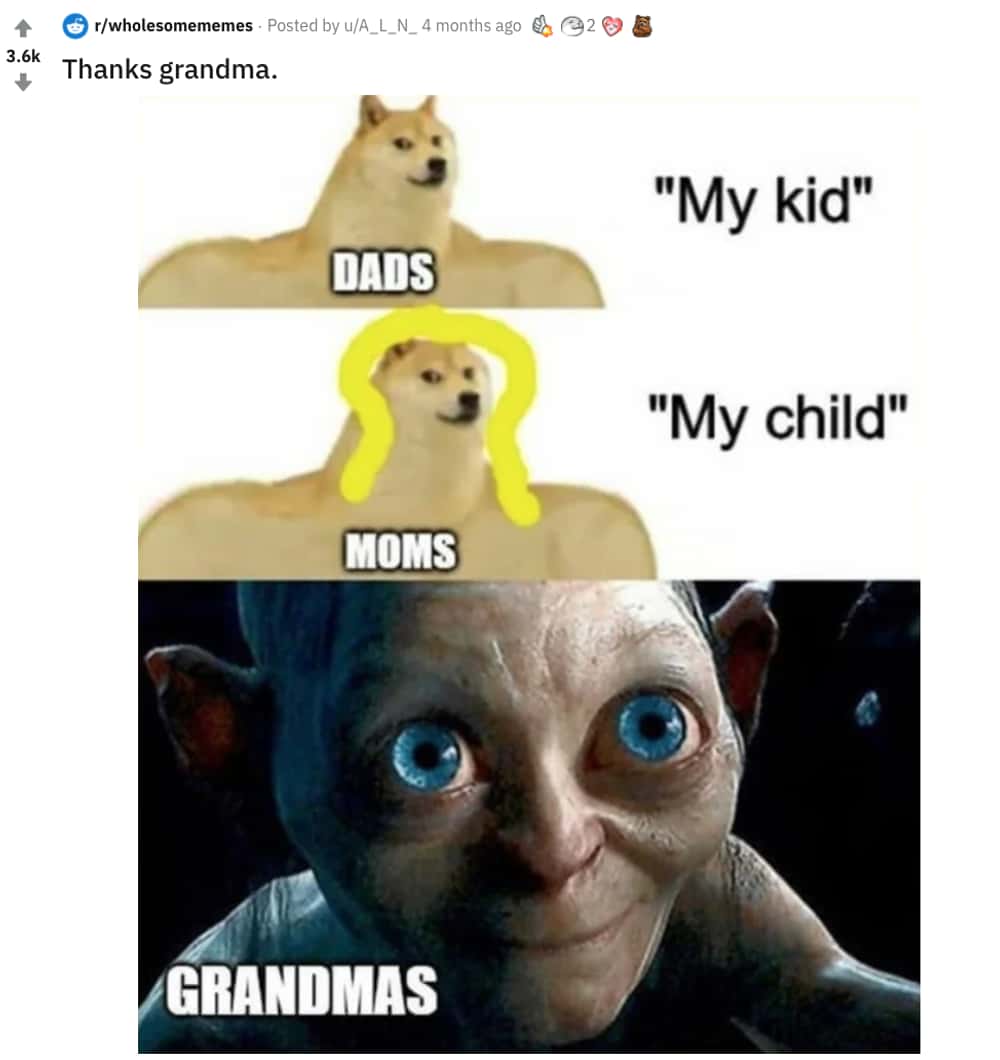 r/wholesomememes · Posted by u/A_L_N_ 4 months ago 2
3.6k
Thanks grandma.
"My kid"
DADS
"My child"
MOMS
GRANDMAS